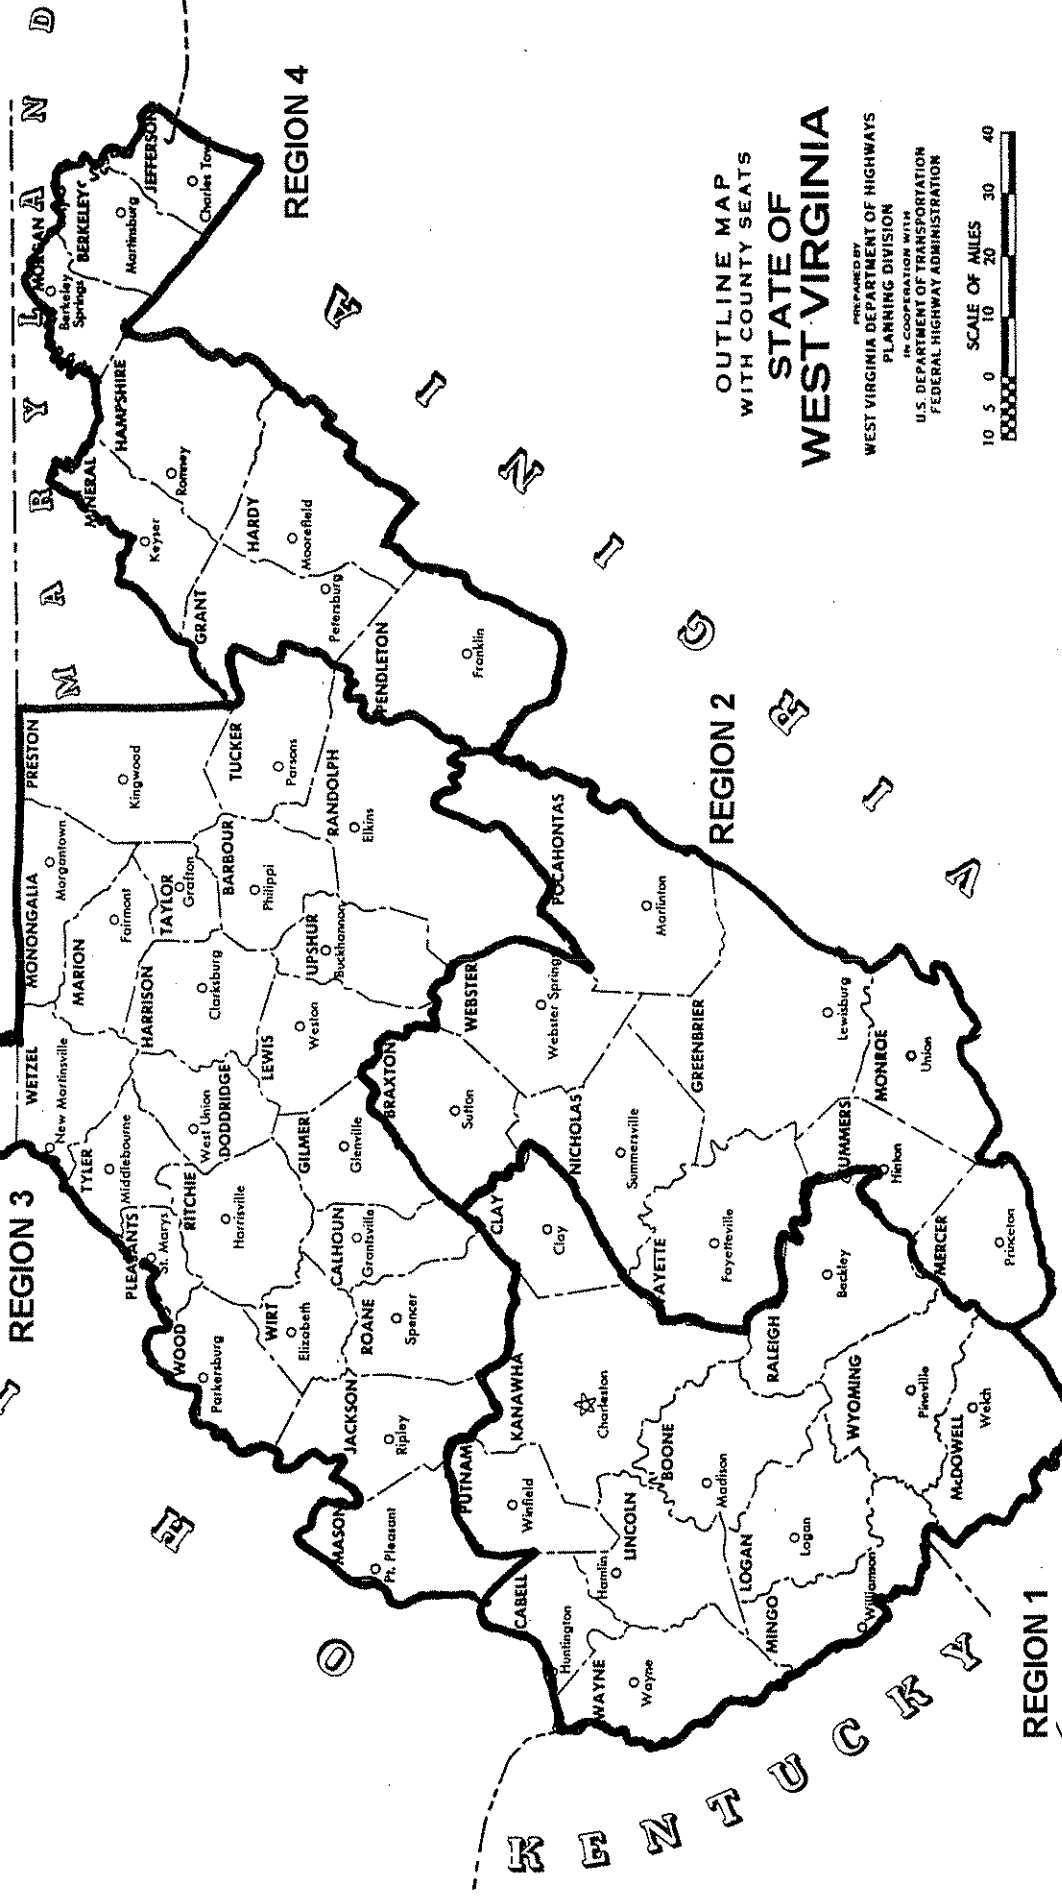 OUTLINE MAP
WITH COUNTY SEATS
STATE OF
WEST VIRGINIA
PREPARED BY
WEST VIRGINIA DEPARTMENT OF HIGHWAYS
PLANNING DIVISION
IN COOPERATION WITH
U.S. DEPARTMENT OF TRANSPORTATION
FEDERAL HIGHWAY ADMINISTRATION
SCALE OF MILES
10 5 0 10 20 30 40
REGION 1
REGION 2
REGION 3
REGION 4
MARYLAND
VIRGINIA
KENTUCKY
O
H
I
WETZEL
New Martinsville
MONONGALIA
Morgantown
PRESTON
Kingwood
MARION
Fairmont
TAYLOR
Grafton
HARRISON
Clarksburg
BARBOUR
Philippi
TUCKER
Parsons
RANDOLPH
Elkins
UPSHUR
Buckhannon
LEWIS
Weston
DODDRIDGE
West Union
TYLER
Middlebourne
PLEASANTS
St. Marys
RITCHIE
Harrisville
GILMER
Glenville
CALHOUN
Grantsville
WIRT
Elizabeth
WOOD
Parkersburg
ROANE
Spencer
JACKSON
Ripley
MASON
Pt. Pleasant
MORGAN
Berkeley
Springs
BERKELEY
Martinsburg
JEFFERSON
Charles Town
HAMPSHIRE
Romney
MINERAL
Keyser
GRANT
Petersburg
HARDY
Moorefield
PENDLETON
Franklin
POCAHONTAS
Marlinton
WEBSTER
Webster Spring
BRAXTON
Sutton
NICHOLAS
Summersville
GREENBRIER
Lewisburg
MONROE
Union
SUMMERS
Hinton
MERCER
Princeton
FAYETTE
Fayetteville
CLAY
Clay
KANAWHA
Charleston
PUTNAM
Winfield
CABELL
Huntington
WAYNE
Wayne
LINCOLN
Hamlin
BOONE
Madison
LOGAN
Logan
MINGO
Williamson
RALEIGH
Beckley
WYOMING
Pineville
McDOWELL
Welch